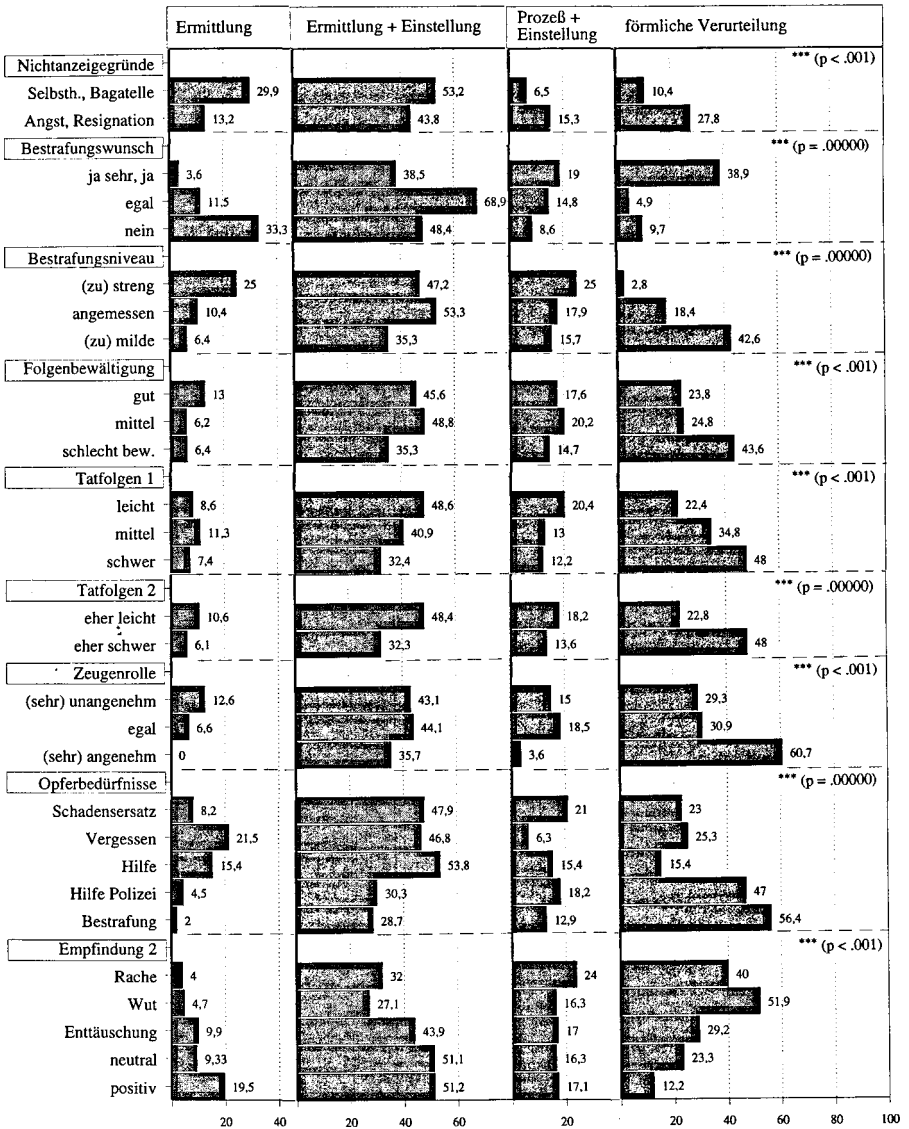 Ermittlung Ermittlung + Einstellung Prozeß + Einstellung förmliche Verurteilung
Nichtanzeigegründe *** (p < .001)
Selbsth., Bagatelle 29,9 53,2 6,5 10,4
Angst, Resignation 13,2 43,8 15,3 27,8
Bestrafungswunsch *** (p = .00000)
ja sehr, ja 3,6 38,5 19 38,9
egal 11,5 68,9 14,8 4,9
nein 33,3 48,4 8,6 9,7
Bestrafungsniveau *** (p = .00000)
(zu) streng 25 47,2 25 2,8
angemessen 10,4 53,3 17,9 18,4
(zu) milde 6,4 35,3 15,7 42,6
Folgenbewältigung *** (p < .001)
gut 13 45,6 17,6 23,8
mittel 6,2 48,8 20,2 24,8
schlecht bew. 6,4 35,3 14,7 43,6
Tatfolgen 1 *** (p < .001)
leicht 8,6 48,6 20,4 22,4
mittel 11,3 40,9 13 34,8
schwer 7,4 32,4 12,2 48
Tatfolgen 2 *** (p = .00000)
eher leicht 10,6 48,4 18,2 22,8
eher schwer 6,1 32,3 13,6 48
Zeugenrolle *** (p < .001)
(sehr) unangenehm 12,6 43,1 15 29,3
egal 6,6 44,1 18,5 30,9
(sehr) angenehm 0 35,7 3,6 60,7
Opferbedürfnisse *** (p = .00000)
Schadensersatz 8,2 47,9 21 23
Vergessen 21,5 46,8 6,3 25,3
Hilfe 15,4 53,8 15,4 15,4
Hilfe Polizei 4,5 30,3 18,2 47
Bestrafung 2 28,7 12,9 56,4
Empfindung 2 *** (p < .001)
Rache 4 32 24 40
Wut 4,7 27,1 16,3 51,9
Enttäuschung 9,9 43,9 17 29,2
neutral 9,33 51,1 16,3 23,3
positiv 19,5 51,2 17,1 12,2
20 20 40 60 20 20 40 60 80 100